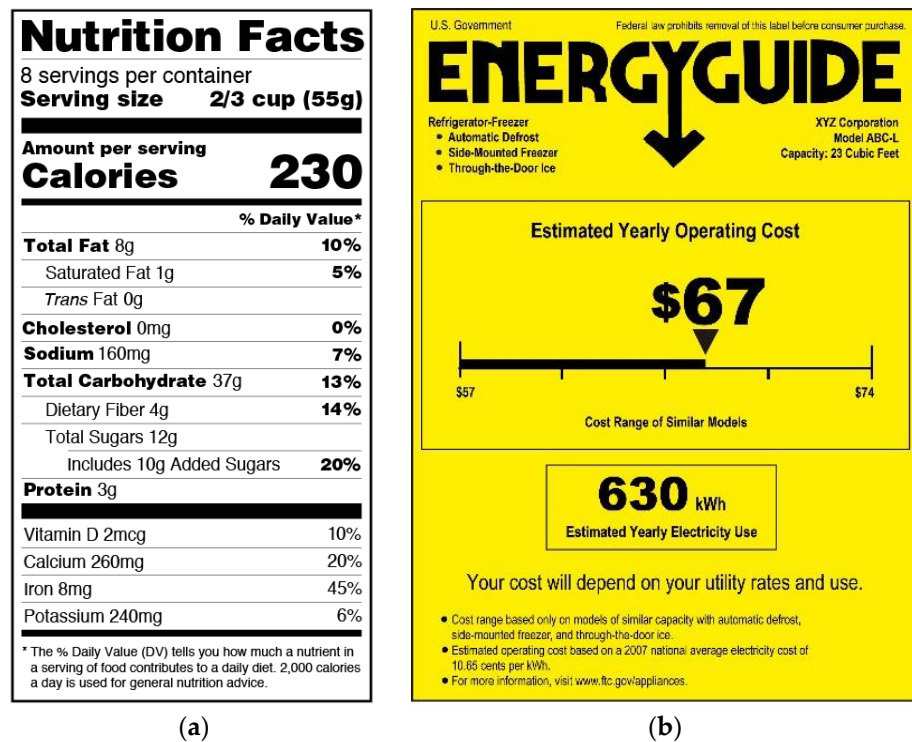 Nutrition Facts
8 servings per container
Serving size 2/3 cup (55g)
Amount per serving
Calories 230
% Daily Value*
Total Fat 8g 10%
Saturated Fat 1g 5%
Trans Fat 0g
Cholesterol 0mg 0%
Sodium 160mg 7%
Total Carbohydrate 37g 13%
Dietary Fiber 4g 14%
Total Sugars 12g
Includes 10g Added Sugars 20%
Protein 3g
Vitamin D 2mcg 10%
Calcium 260mg 20%
Iron 8mg 45%
Potassium 240mg 6%
* The % Daily Value (DV) tells you how much a nutrient in
a serving of food contributes to a daily diet. 2,000 calories
a day is used for general nutrition advice.
(a)
U.S. Government Federal law prohibits removal of this label before consumer purchase.
ENERGYGUIDE
Refrigerator-Freezer
• Automatic Defrost
• Side-Mounted Freezer
• Through-the-Door Ice
XYZ Corporation
Model ABC-L
Capacity: 23 Cubic Feet
Estimated Yearly Operating Cost
$67
$57 $74
Cost Range of Similar Models
630 kWh
Estimated Yearly Electricity Use
Your cost will depend on your utility rates and use.
• Cost range based only on models of similar capacity with automatic defrost,
side-mounted freezer, and through-the-door ice.
• Estimated operating cost based on a 2007 national average electricity cost of
10.65 cents per kWh.
• For more information, visit www.ftc.gov/appliances.
(b)